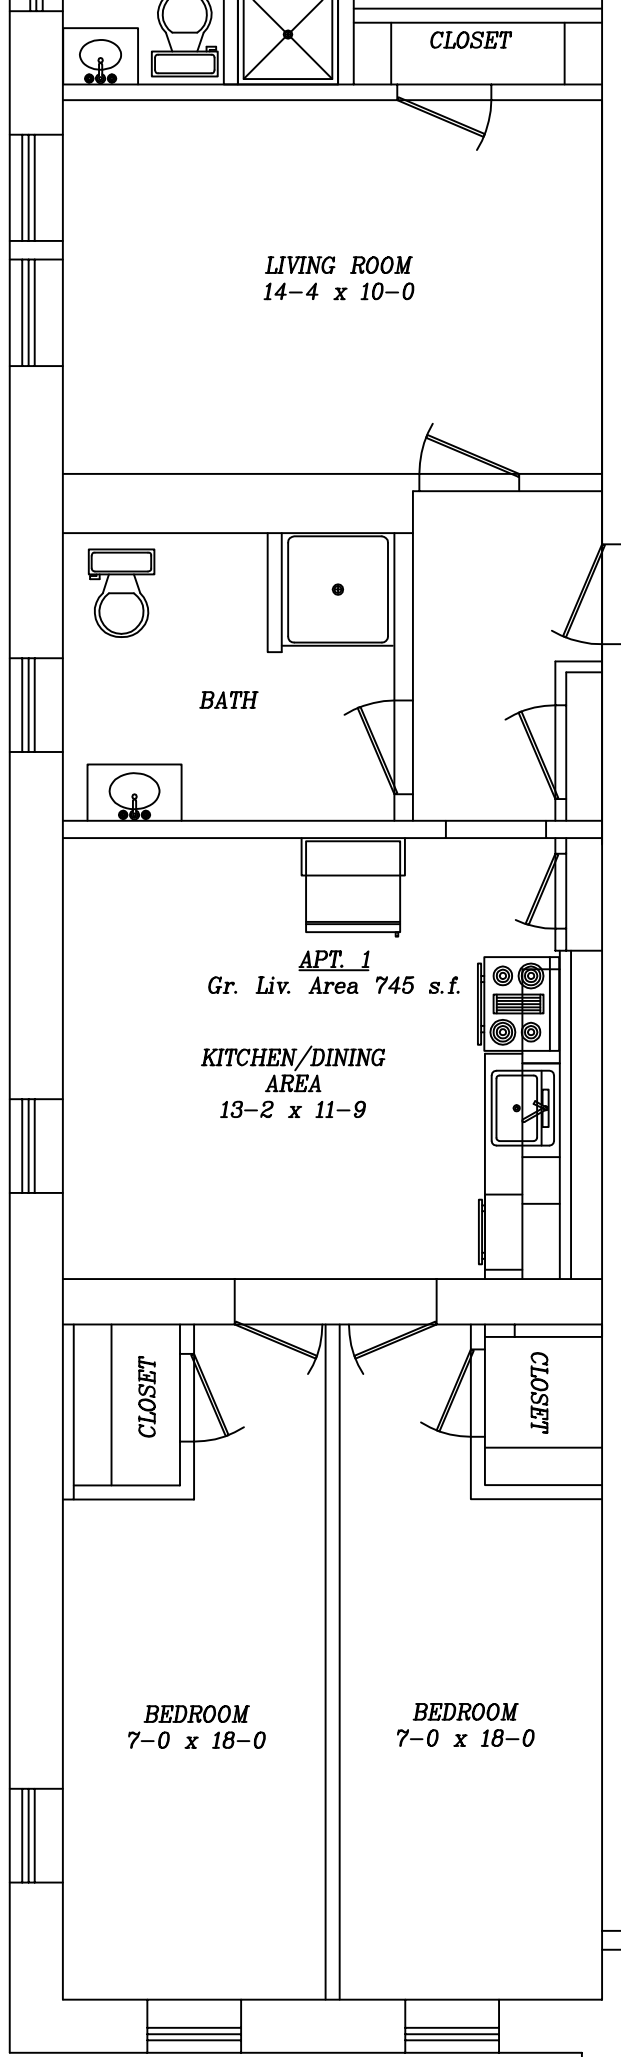 CLOSET
LIVING ROOM
14-4 x 10-0
BATH
APT. 1
Gr. Liv. Area 745 s.f.
KITCHEN/DINING
AREA
13-2 x 11-9
CLOSET
CLOSET
BEDROOM
7-0 x 18-0
BEDROOM
7-0 x 18-0